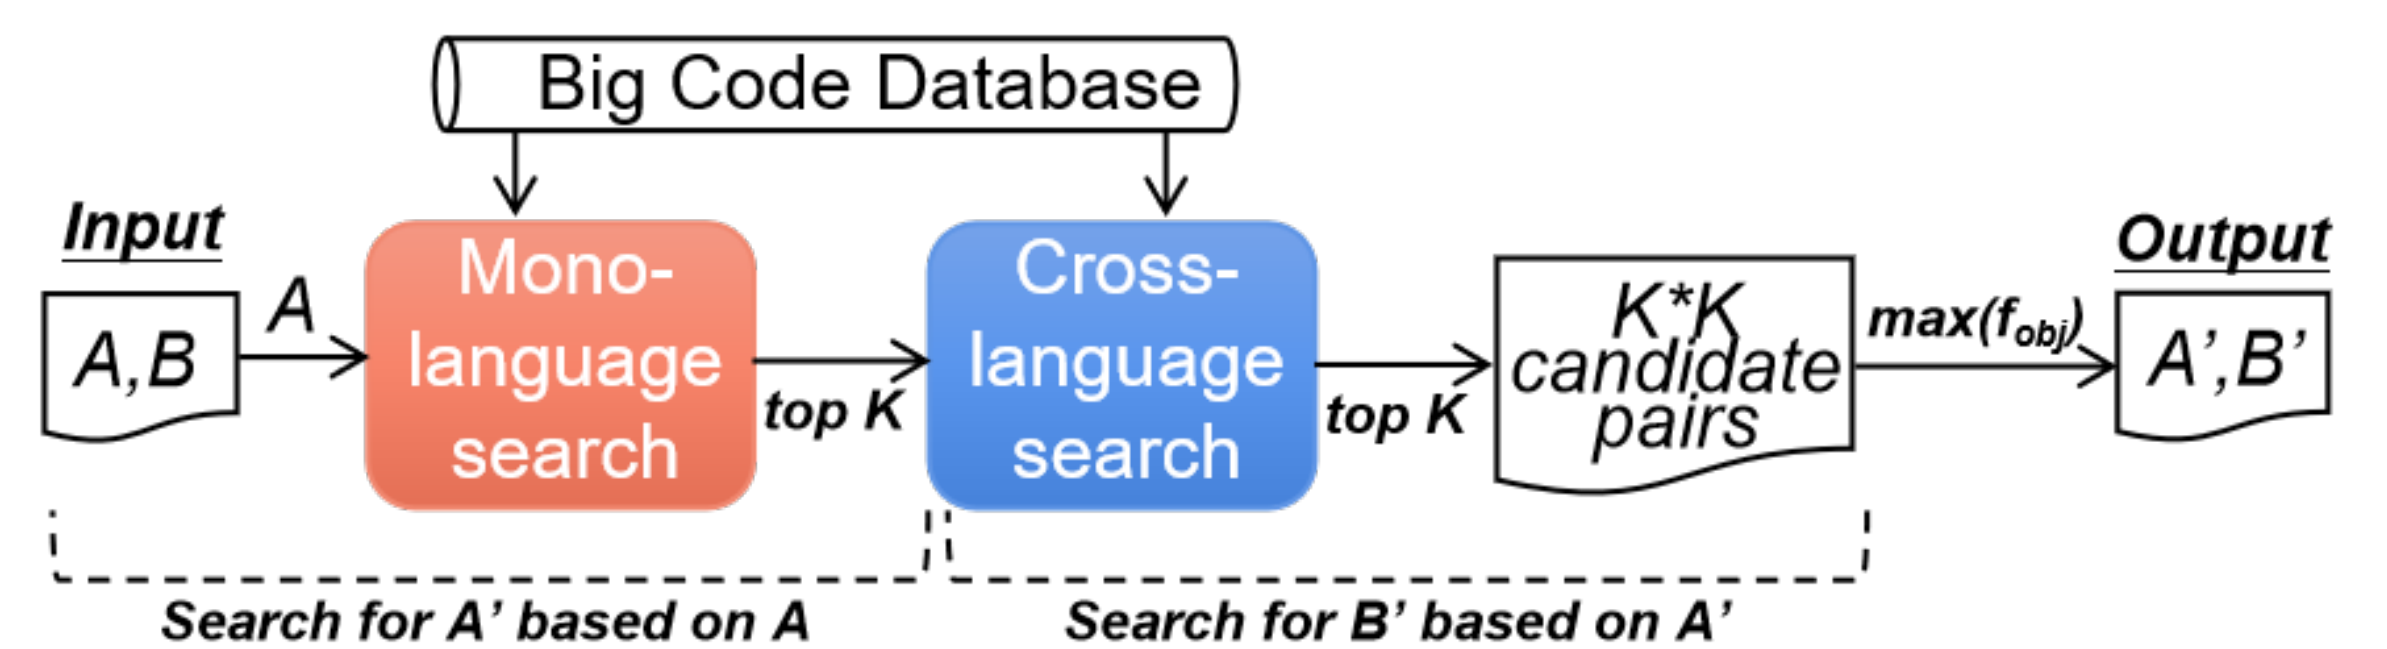 Big Code Database
Input
A,B
A
Mono-
language
search
top K
Cross-
language
search
top K
K*K
candidate
pairs
max(fobj)
Output
A’,B’
Search for A’ based on A
Search for B’ based on A’